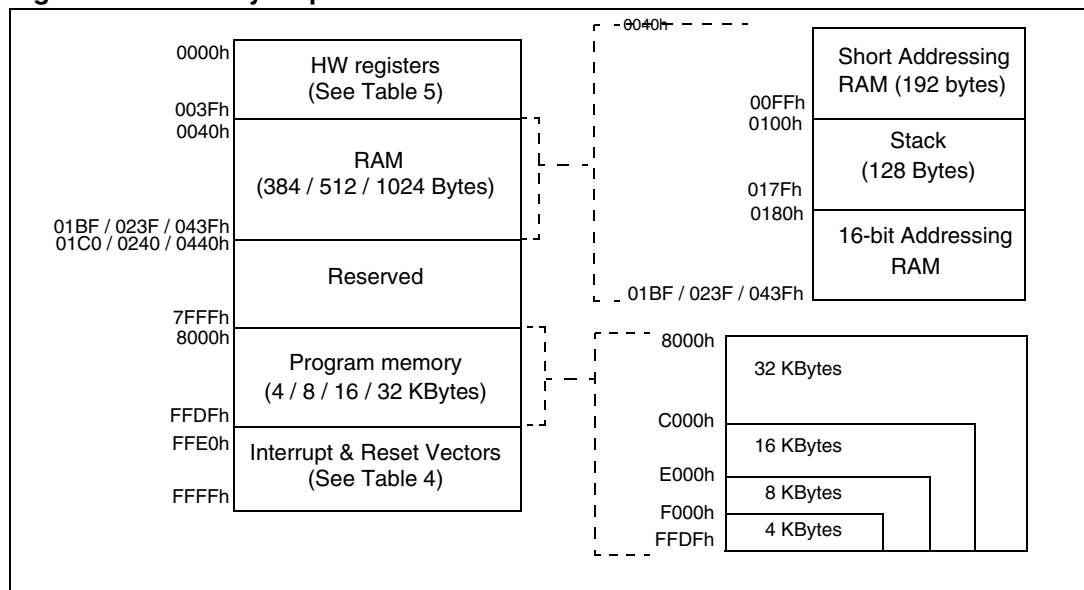 0000h
HW registers
(See Table 5)
003Fh
0040h
RAM
(384 / 512 / 1024 Bytes)
01BF / 023F / 043Fh
01C0 / 0240 / 0440h
Reserved
7FFFh
8000h
Program memory
(4 / 8 / 16 / 32 KBytes)
FFDFh
FFE0h
Interrupt & Reset Vectors
(See Table 4)
FFFFh
0040h
Short Addressing
RAM (192 bytes)
00FFh
0100h
Stack
(128 Bytes)
017Fh
0180h
16-bit Addressing
RAM
01BF / 023F / 043Fh
8000h
32 KBytes
C000h
16 KBytes
E000h
8 KBytes
F000h
4 KBytes
FFDFh